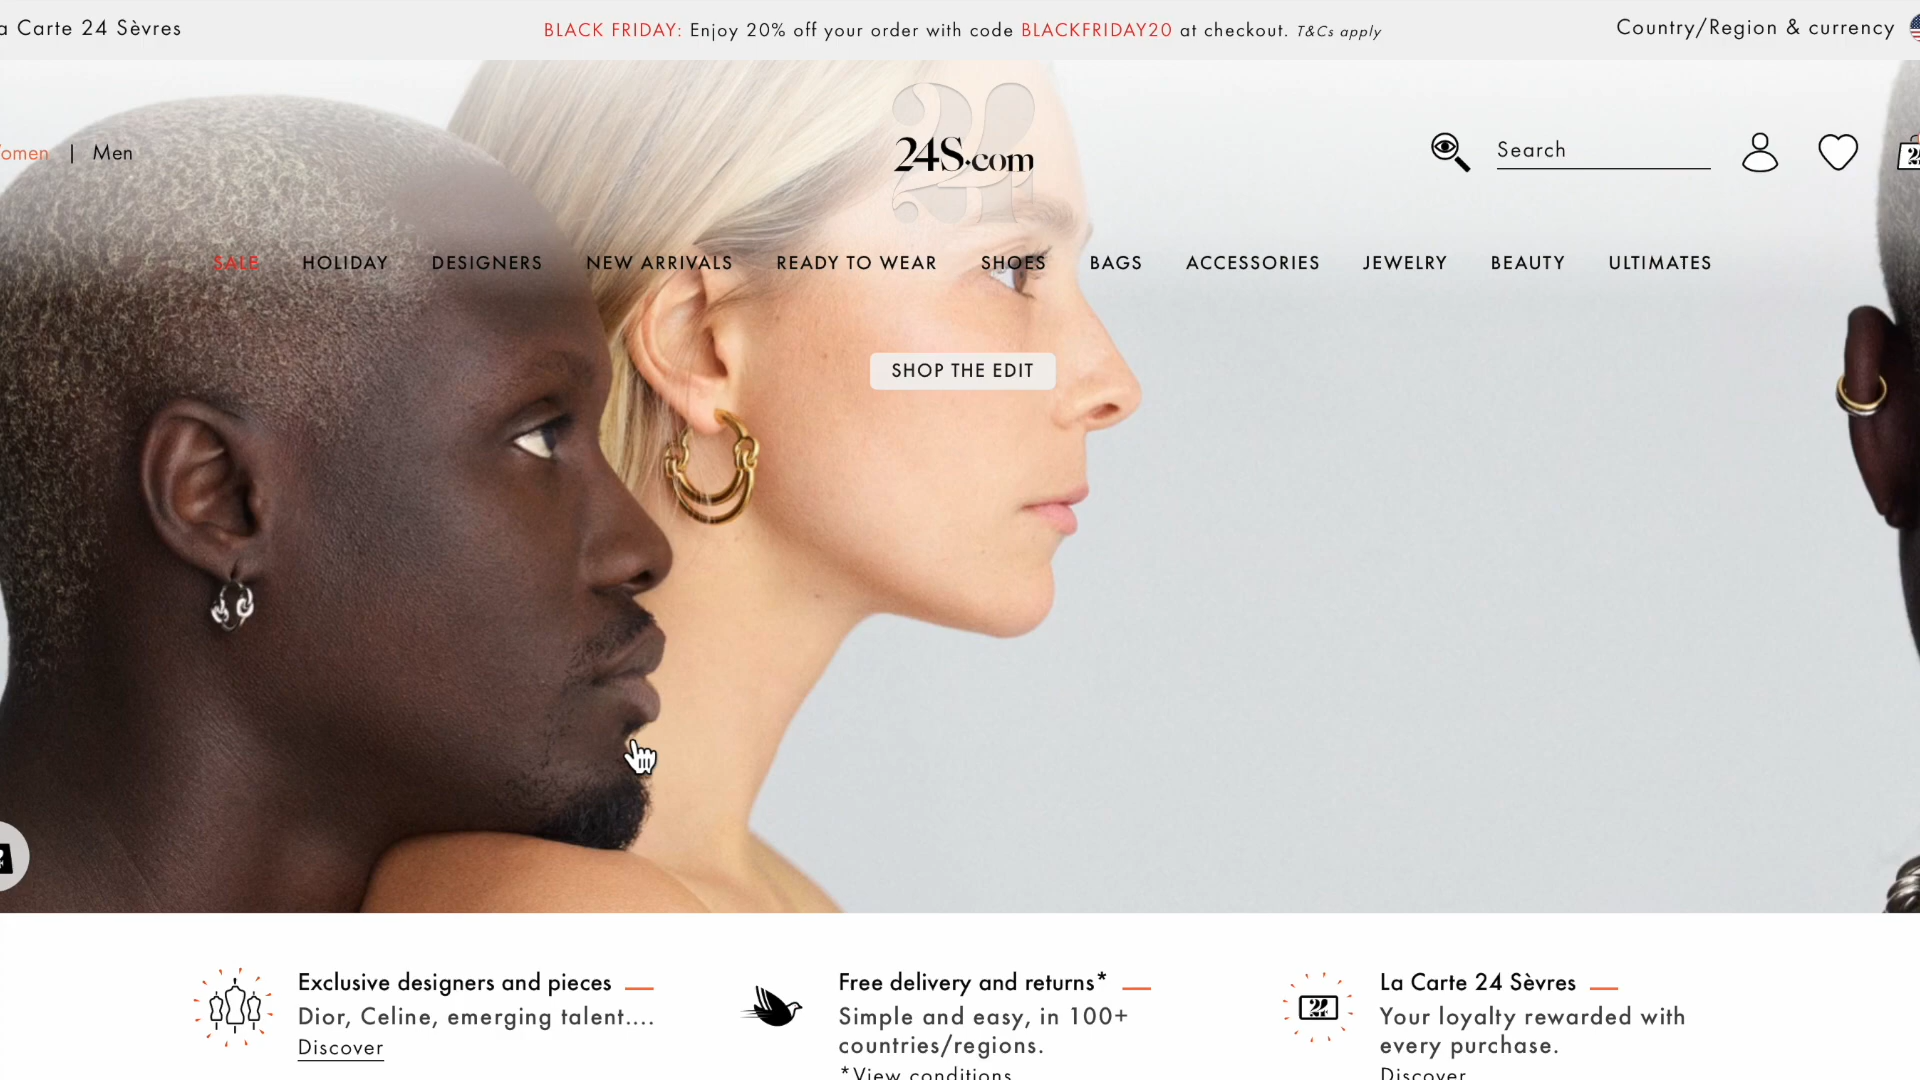 a Carte 24 Sèvres
BLACK FRIDAY: Enjoy 20% off your order with code BLACKFRIDAY20 at checkout. T&Cs apply
Country/Region & currency
omen | Men
24S.com
Search
SALE HOLIDAY DESIGNERS NEW ARRIVALS READY TO WEAR SHOES BAGS ACCESSORIES JEWELRY BEAUTY ULTIMATES
SHOP THE EDIT
Exclusive designers and pieces
Dior, Celine, emerging talent....
Discover
Free delivery and returns*
Simple and easy, in 100+
countries/regions.
*View conditions
La Carte 24 Sèvres
Your loyalty rewarded with
every purchase.
Discover